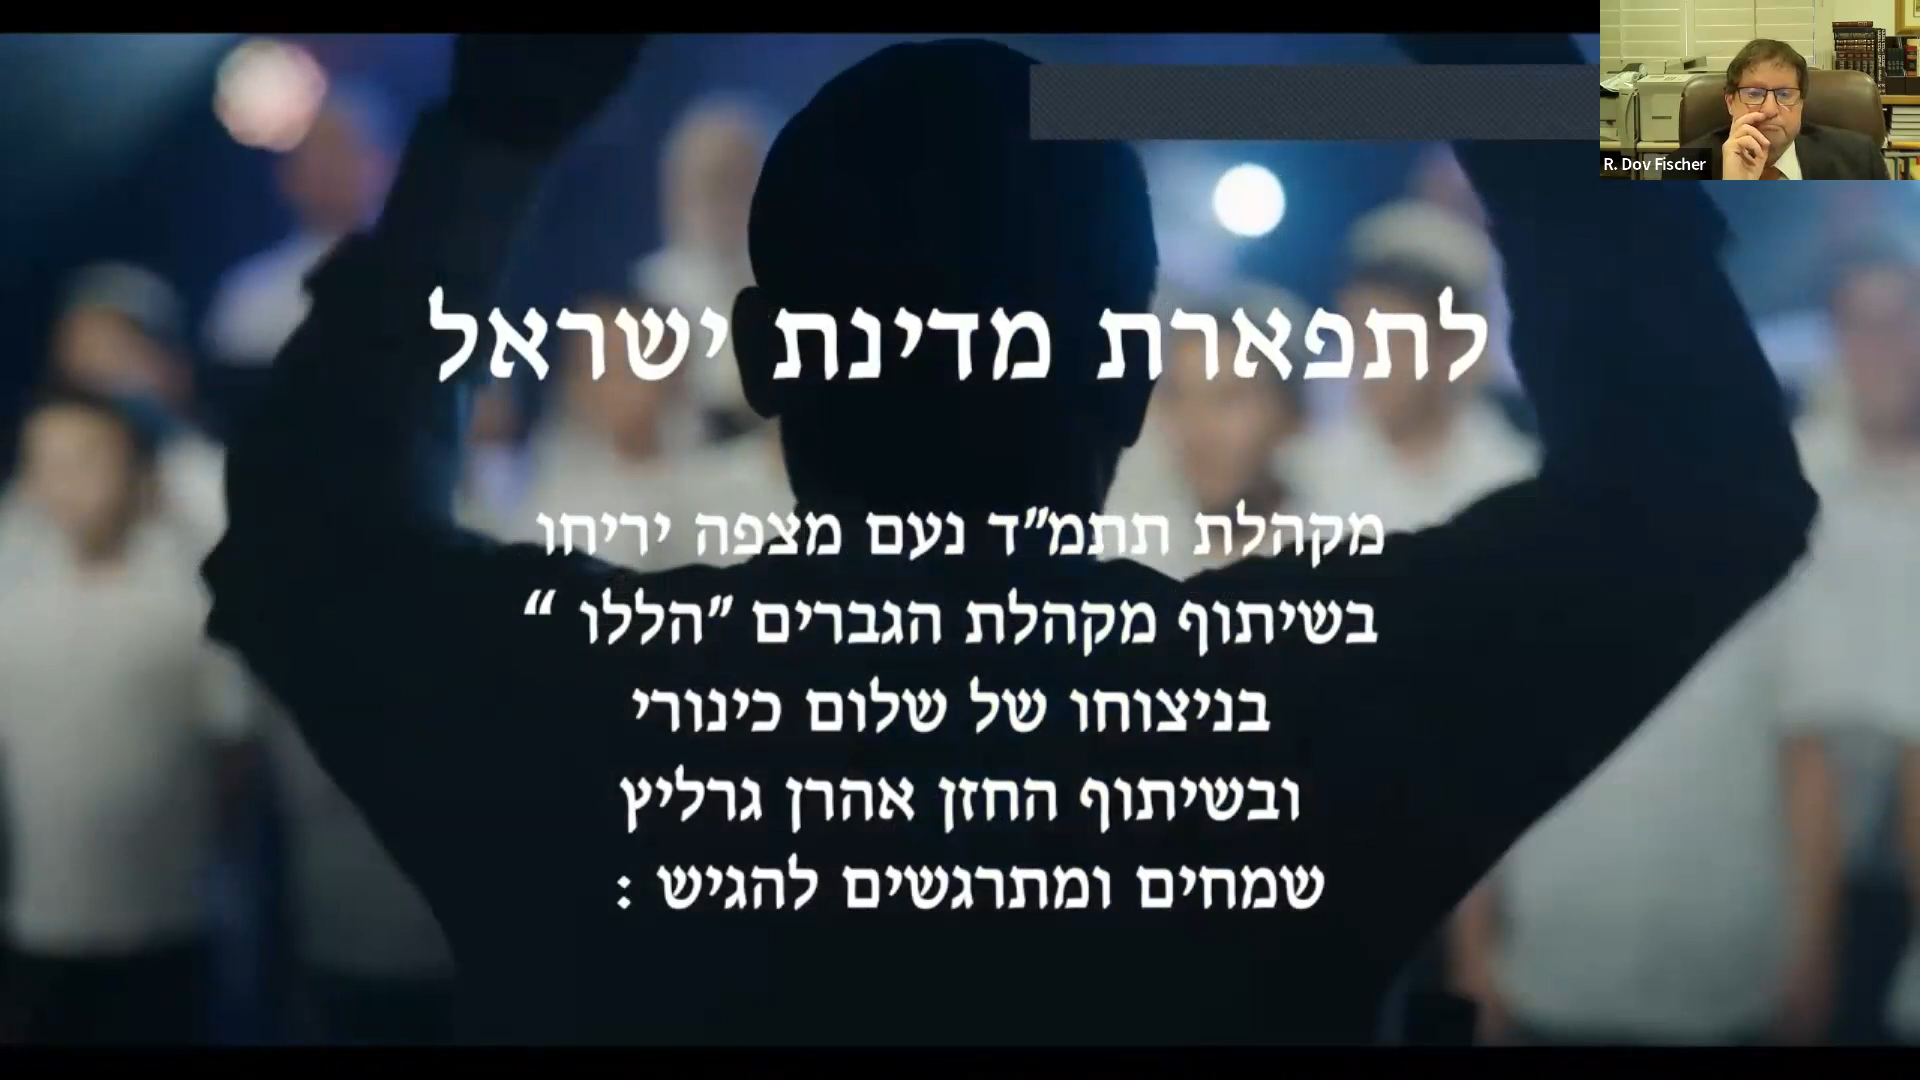 R. Dov Fischer
לתפארת מדינת ישראל
מקהלת תתמ"ד נעם מצפה יריחו
בשיתוף מקהלת הגברים "הללו "
בניצוחו של שלום כינורי
ובשיתוף החזן אהרן גרליץ
שמחים ומתרגשים להגיש :